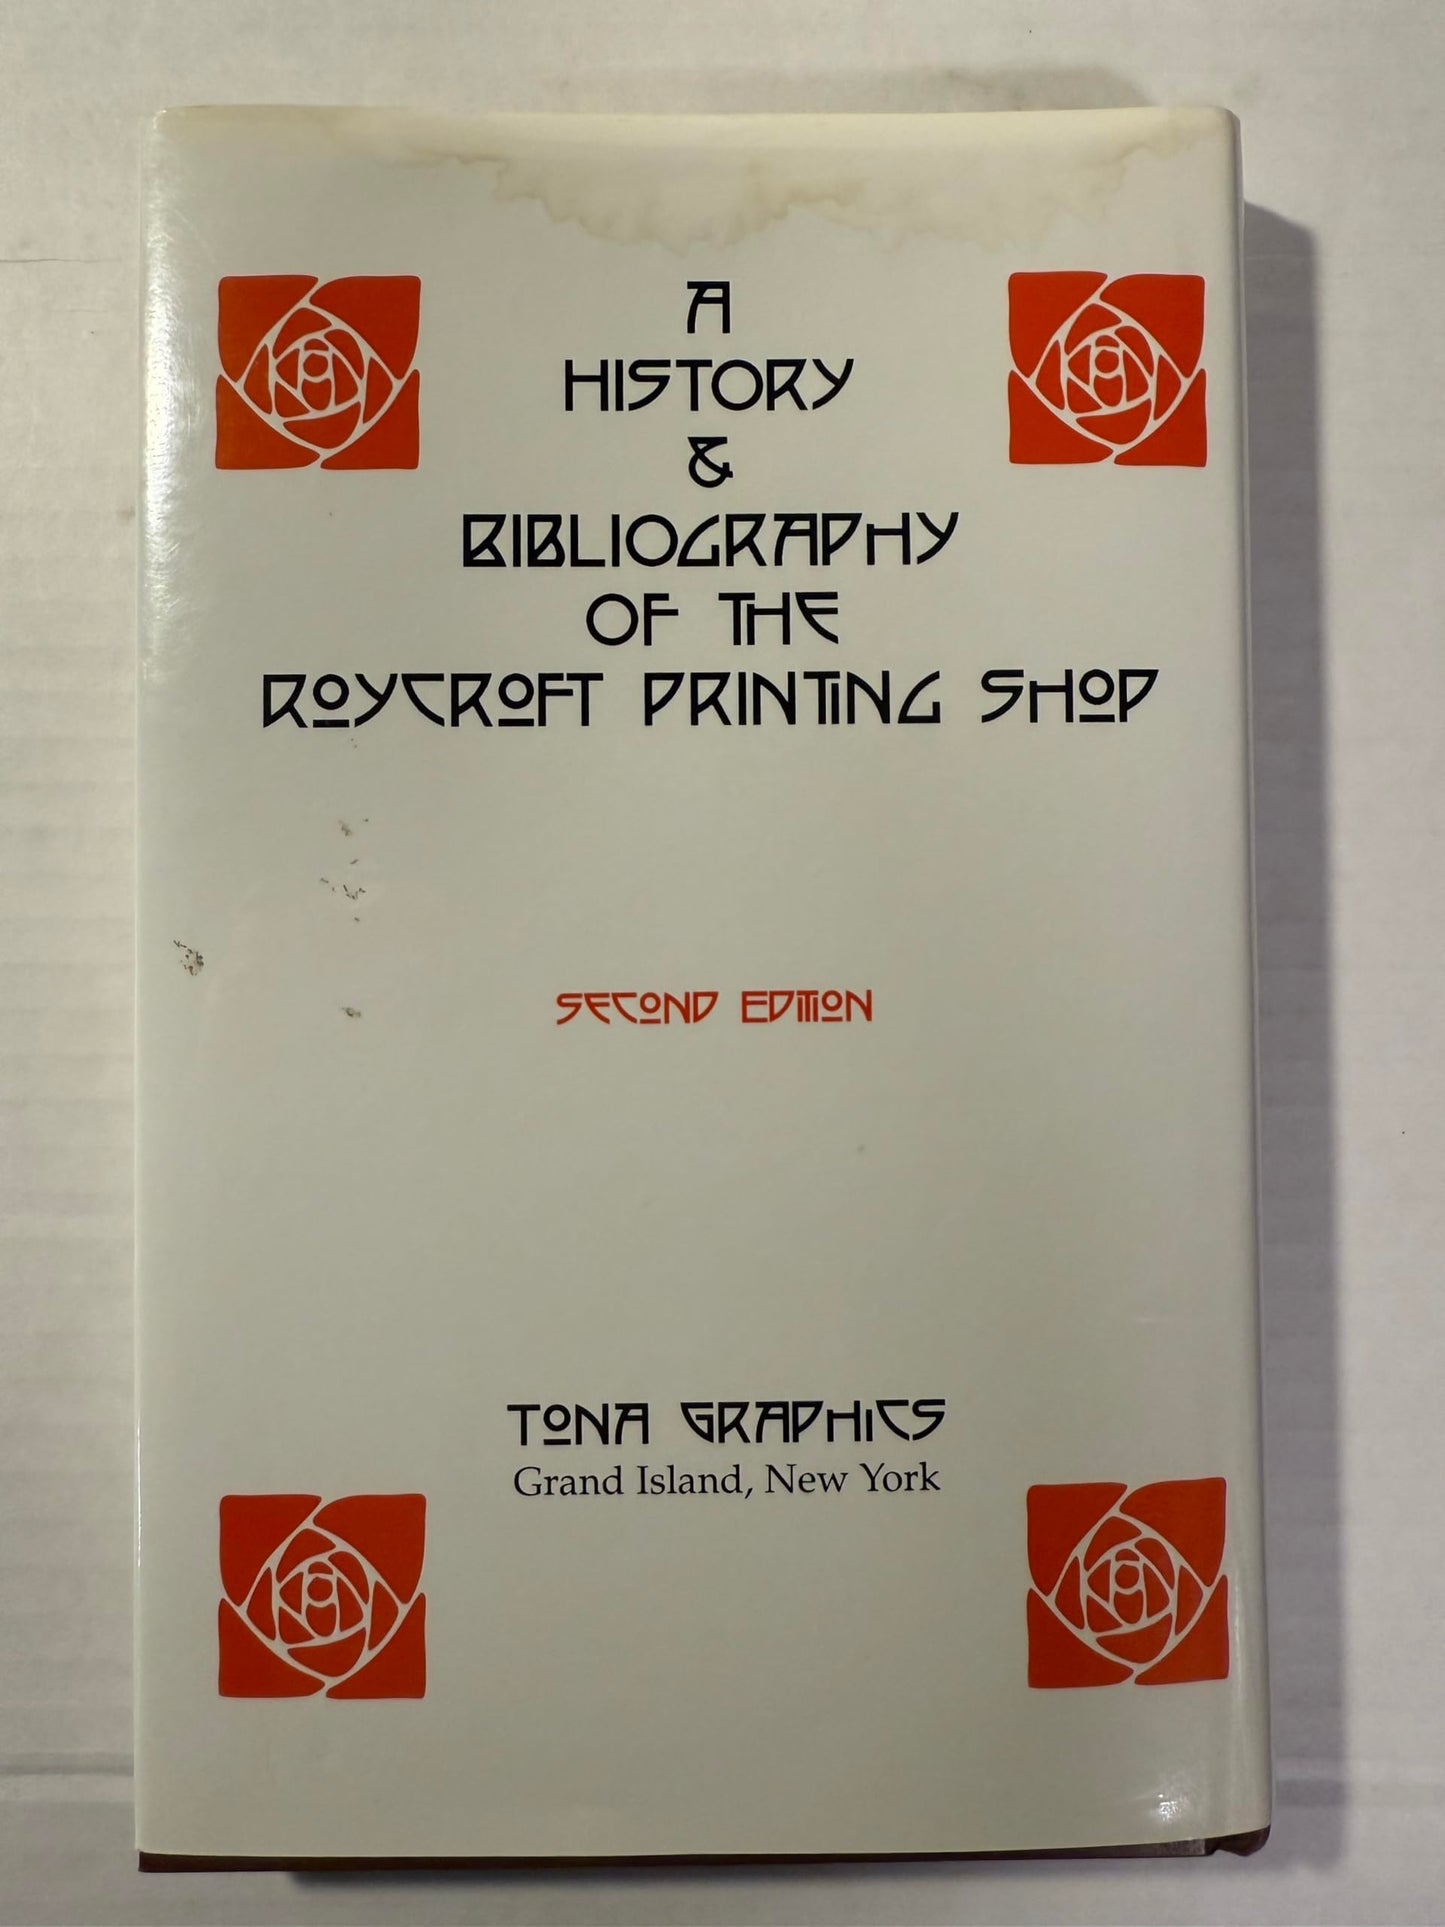 A
HISTORY
&
BIBLIOGRAPHY
OF THE
ROYCROFT PRINTING SHOP
SECOND EDITION
TONA GRAPHICS
Grand Island, New York